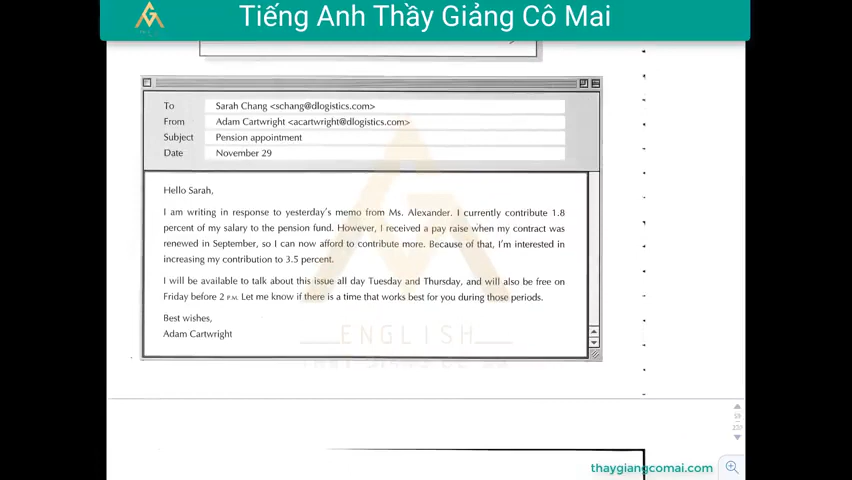 Tiếng Anh Thầy Giảng Cô Mai
To Sarah Chang <schang@dlogistics.com>
From Adam Cartwright <acartwright@dlogistics.com>
Subject Pension appointment
Date November 29
Hello Sarah,
I am writing in response to yesterday's memo from Ms. Alexander. I currently contribute 1.8
percent of my salary to the pension fund. However, I received a pay raise when my contract was
renewed in September, so I can now afford to contribute more. Because of that, I'm interested in
increasing my contribution to 3.5 percent.
I will be available to talk about this issue all day Tuesday and Thursday, and will also be free on
Friday before 2 P.M. Let me know if there is a time that works best for you during those periods.
Best wishes,
Adam Cartwright
ENGLISH
thaygiangcomai.com